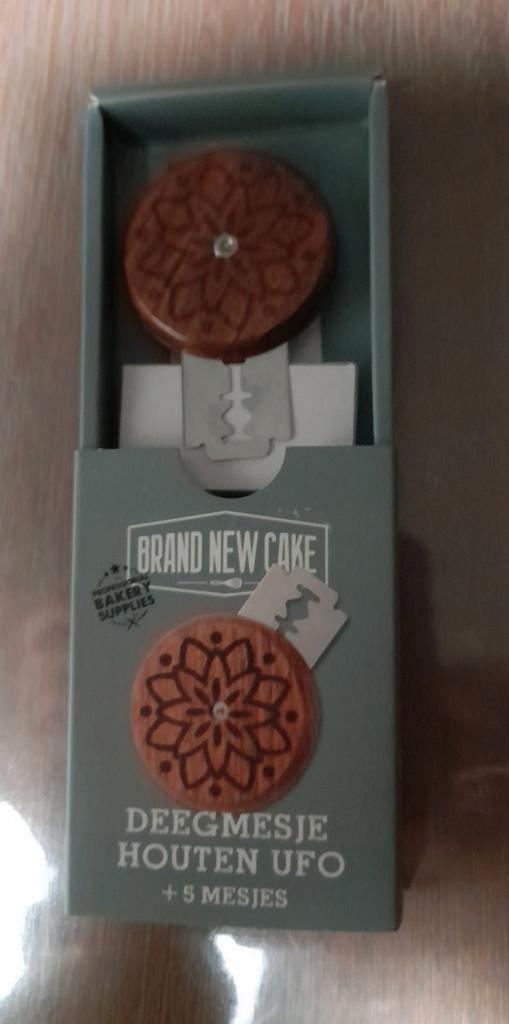 BRAND NEW CAKE
PROFESSIONAL
BAKERY
SUPPLIES
DEEGMESJE
HOUTEN UFO
+ 5 MESJES